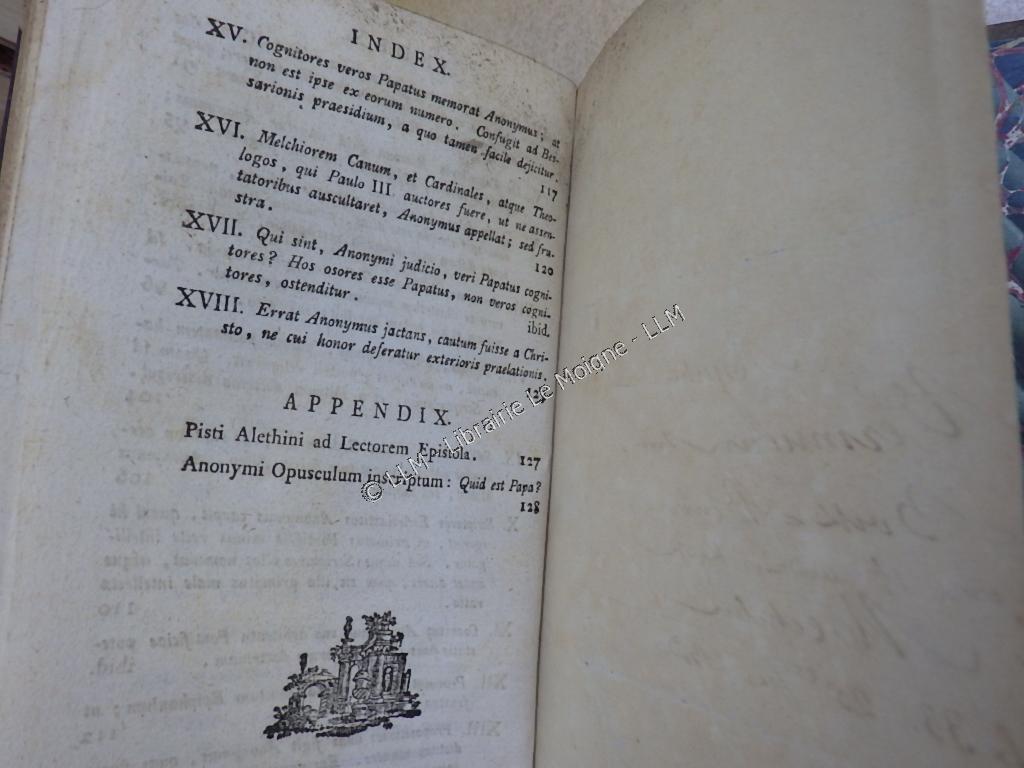 INDEX.
XV. Cognitores veros Papatus memorat Anonymus; at
non est ipse ex eorum numero. Confugit ad Bes-
sarionis praesidium, a quo tamen facile dejicitur.
117
XVI. Melchiorem Canum, et Cardinales, atque Theo-
logos, qui Paulo III. auctores fuere, ut ne assen-
tatoribus auscultaret, Anonymus appellat; sed fru-
stra.
120
XVII. Qui sint, Anonymi judicio, veri Papatus cogni-
tores? Hos osores esse Papatus, non veros cogni-
tores, ostenditur.
ibid.
XVIII. Errat Anonymus jactans, cautum fuisse a Chri-
sto, ne cui honor deferatur exterioris praelationis.
APPENDIX.
Pisti Alethini ad Lectorem Epistola. 127
Anonymi Opusculum inscriptum: Quid est Papa?
128
© LLM - Librairie Le Moigne - LLM